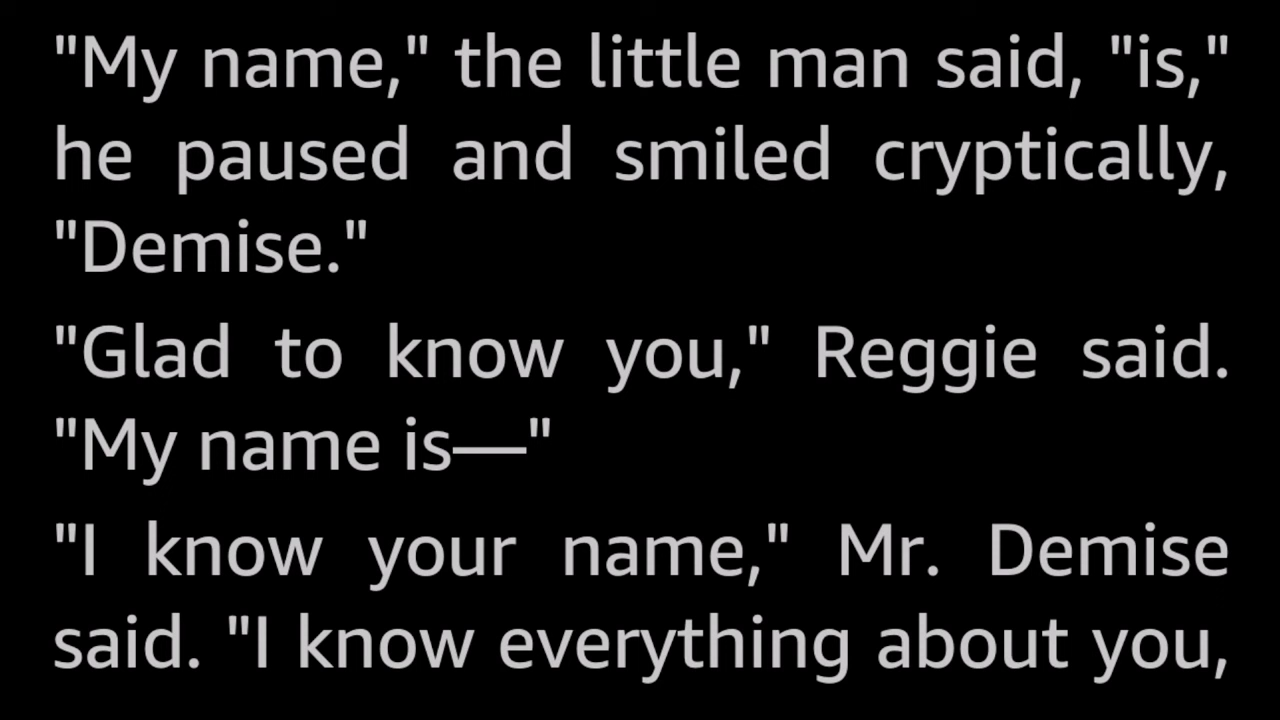 "My name," the little man said, "is,"
he paused and smiled cryptically,
"Demise."
"Glad to know you," Reggie said.
"My name is—"
"I know your name," Mr. Demise
said. "I know everything about you,